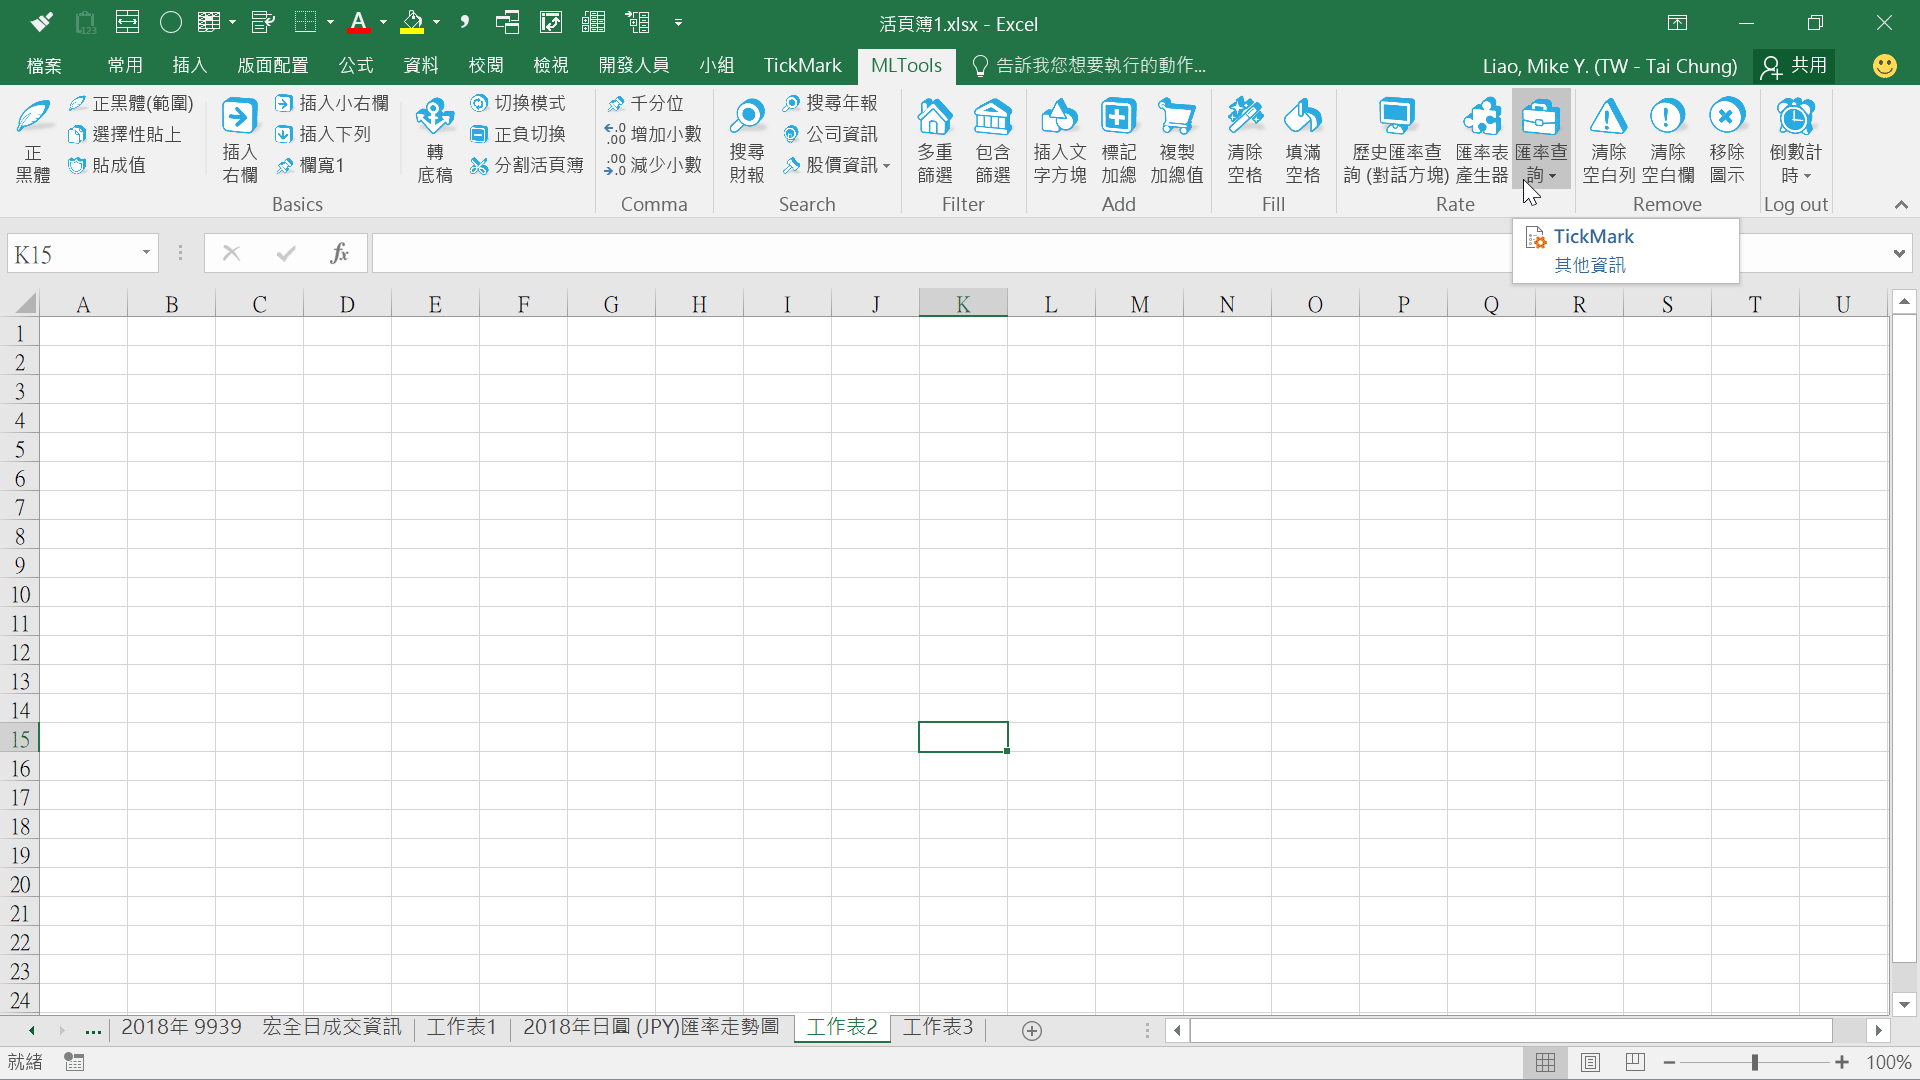 活頁簿1.xlsx - Excel
檔案 常用 插入 版面配置 公式 資料 校閱 檢視 開發人員 小組 TickMark MLTools 告訴我您想要執行的動作... Liao, Mike Y. (TW - Tai Chung) 共用
正
黑體
正黑體(範圍)
選擇性貼上
貼成值
插入
右欄
插入小右欄
插入下列
欄寬1
轉
底稿
切換模式
正負切換
分割活頁簿
Basics
千分位
增加小數
減少小數
Comma
搜尋
財報
搜尋年報
公司資訊
股價資訊
Search
多重
篩選
包含
篩選
Filter
插入文
字方塊
標記
加總
複製
加總值
Add
清除
空格
填滿
空格
Fill
歷史匯率查
詢 (對話方塊)
匯率表
產生器
匯率查
詢
Rate
清除
空白列
清除
空白欄
移除
圖示
Remove
倒數計
時
Log out
TickMark
其他資訊
K15 fx
A B C D E F G H I J K L M N O P Q R S T U
1
2
3
4
5
6
7
8
9
10
11
12
13
14
15
16
17
18
19
20
21
22
23
24
... 2018年 9939 宏全日成交資訊 工作表1 2018年日圓 (JPY)匯率走勢圖 工作表2 工作表3
就緒 100%